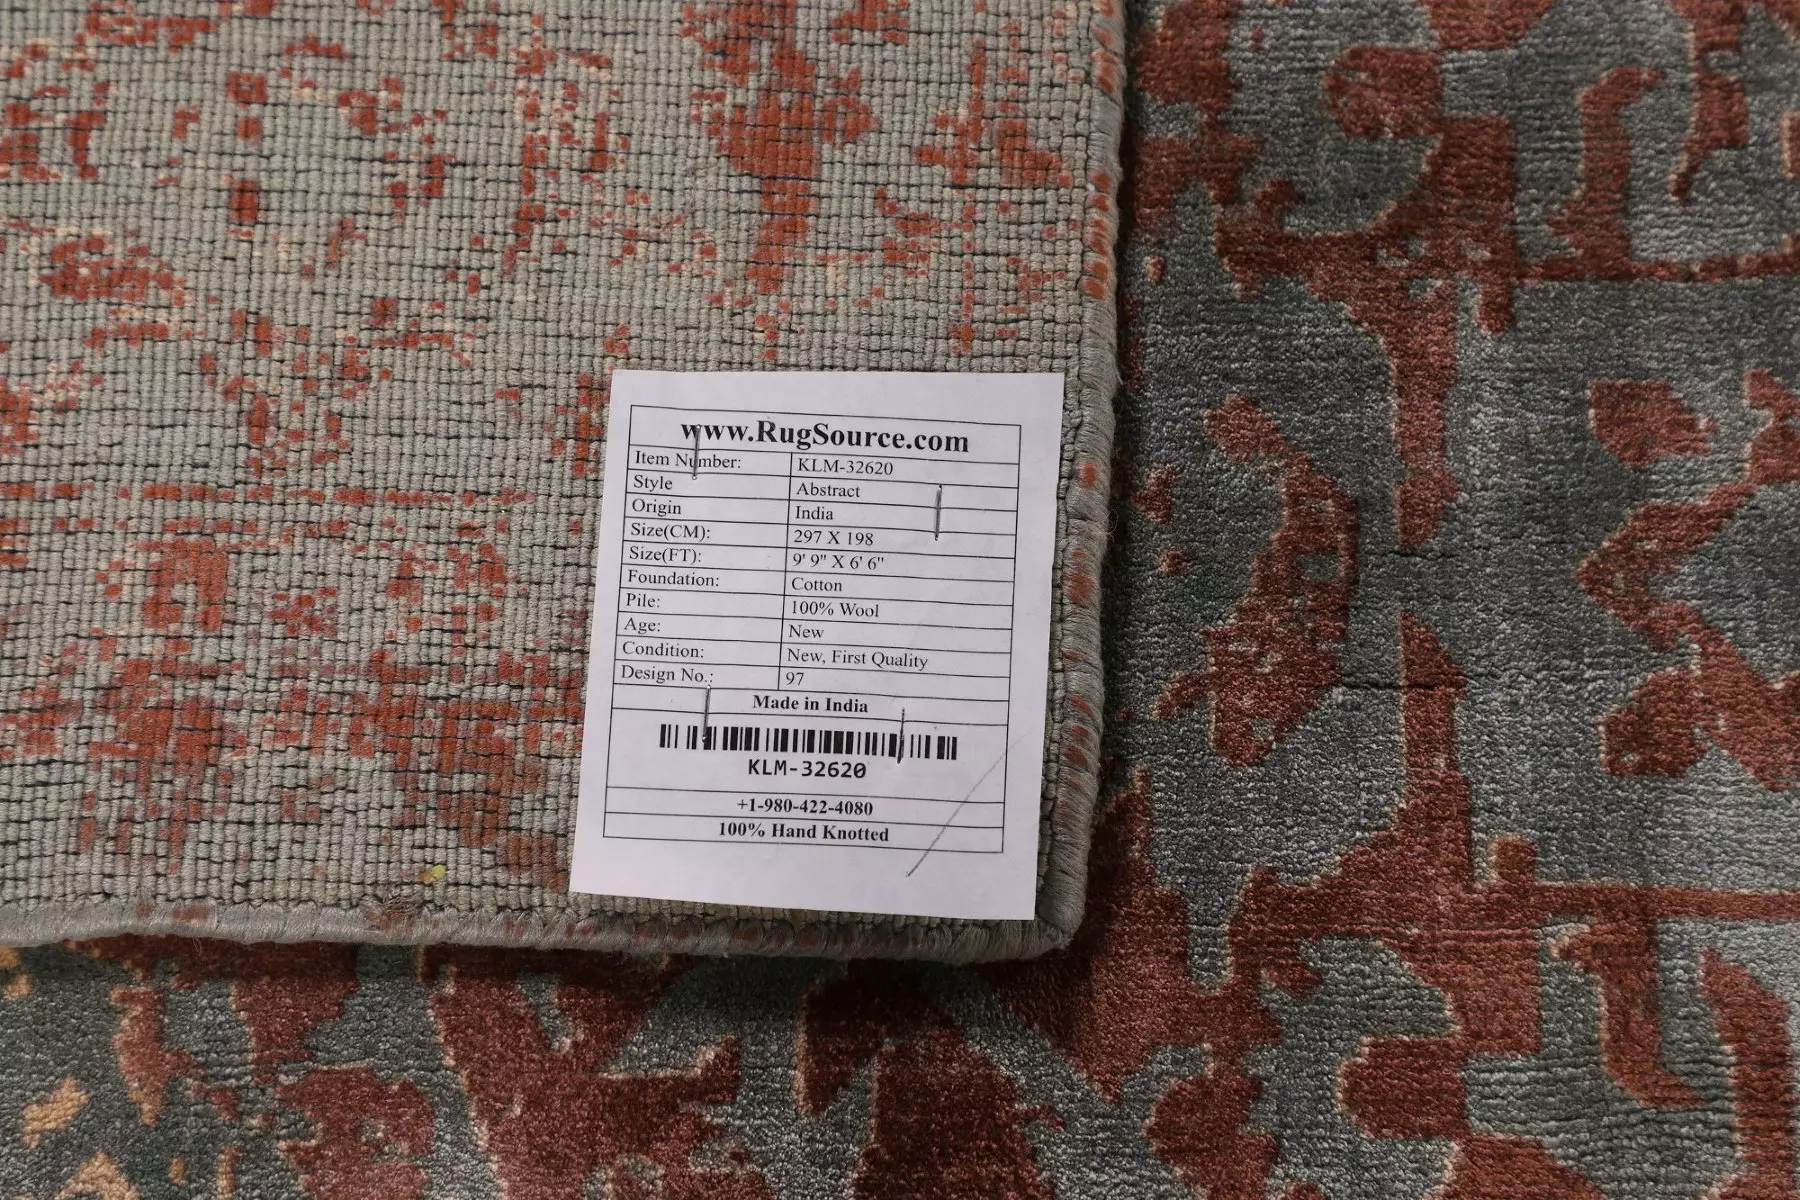 www.RugSource.com
Item Number: KLM-32620
Style Abstract
Origin India
Size(CM): 297 X 198
Size(FT): 9' 9" X 6' 6"
Foundation: Cotton
Pile: 100% Wool
Age: New
Condition: New, First Quality
Design No.: 97
Made in India
KLM-32620
+1-980-422-4080
100% Hand Knotted